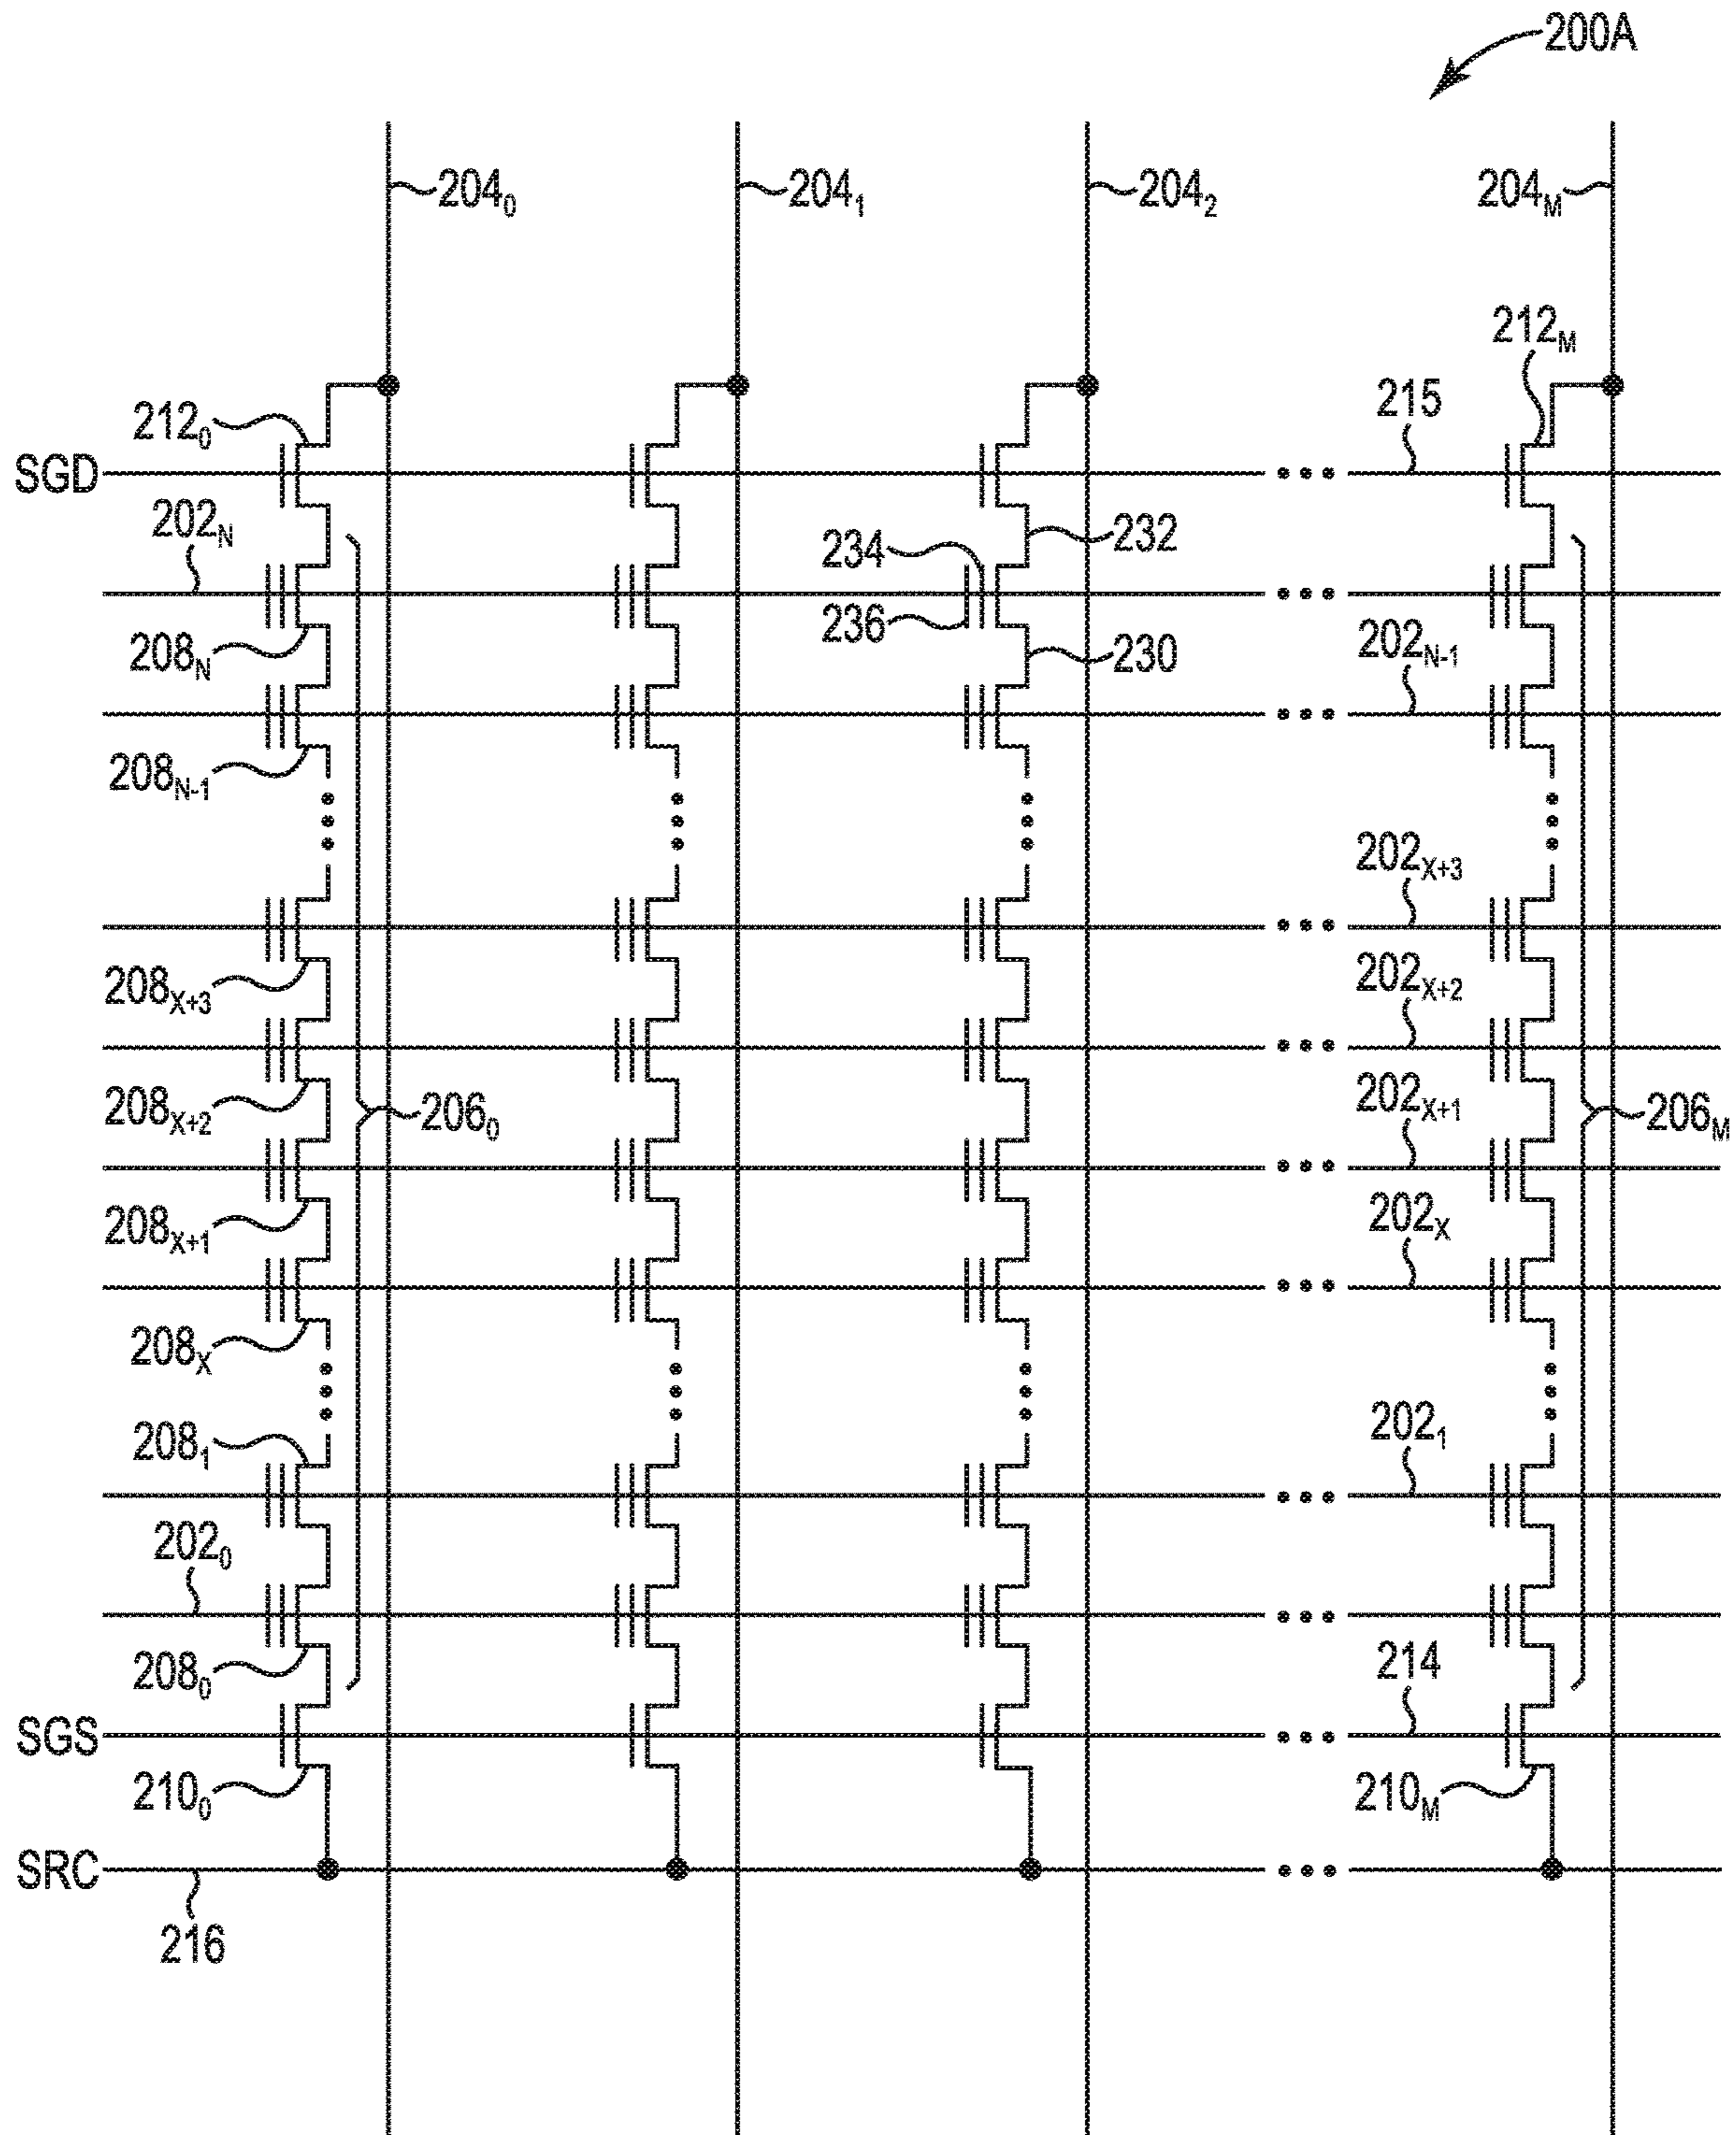 200A
204₀ 204₁ 204₂ 204M
212M
212₀ 215
SGD
202N 234 232
236
208N 230 202N-1
208N-1
202X+3
208X+3 202X+2
208X+2 206₀ 202X+1 206M
208X+1 202X
208X
208₁ 202₁
202₀
208₀ 214
SGS
210₀ 210M
SRC
216